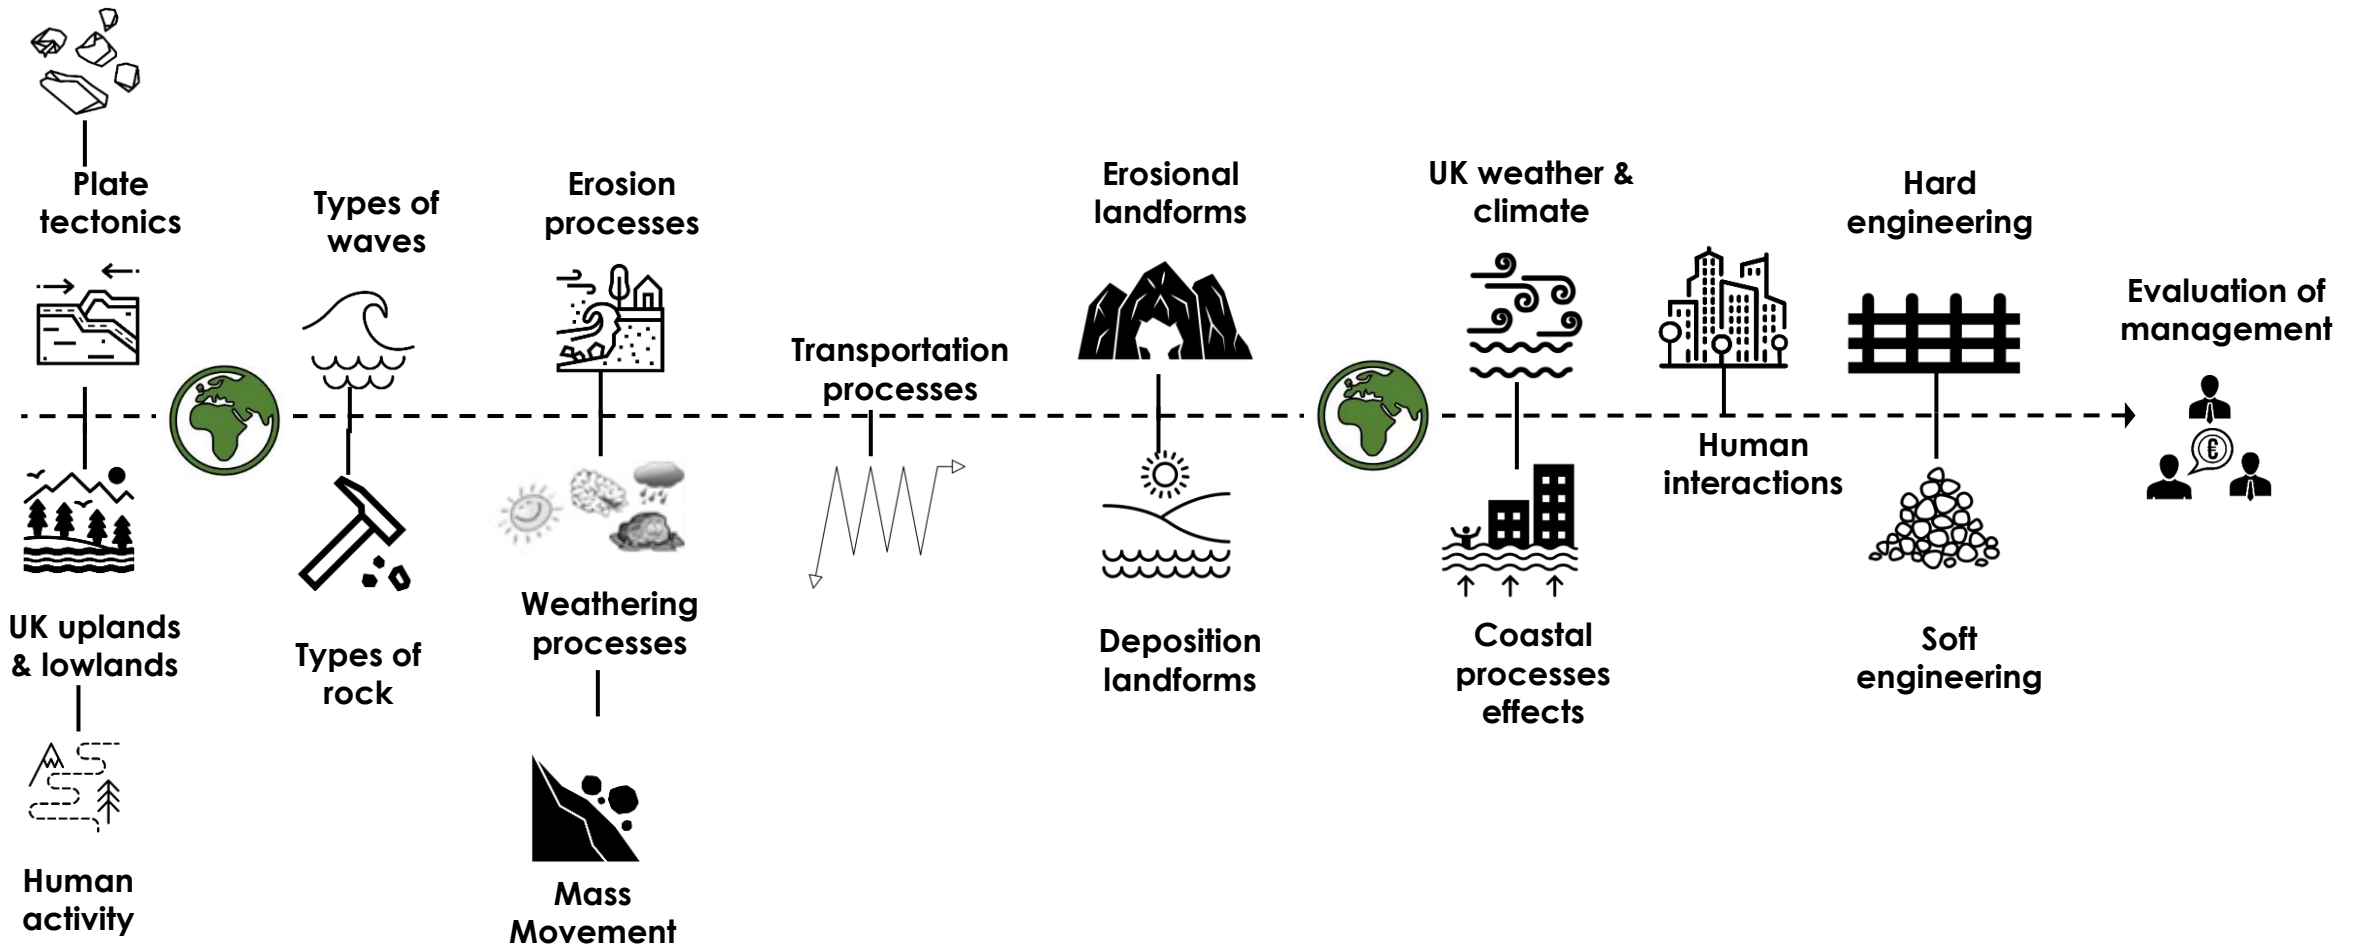 Plate
tectonics
UK uplands
& lowlands
Human
activity
Types of
waves
Types of
rock
Erosion
processes
Weathering
processes
Mass
Movement
Transportation
processes
Erosional
landforms
Deposition
landforms
UK weather &
climate
Coastal
processes
effects
Human
interactions
Hard
engineering
Soft
engineering
Evaluation of
management
€